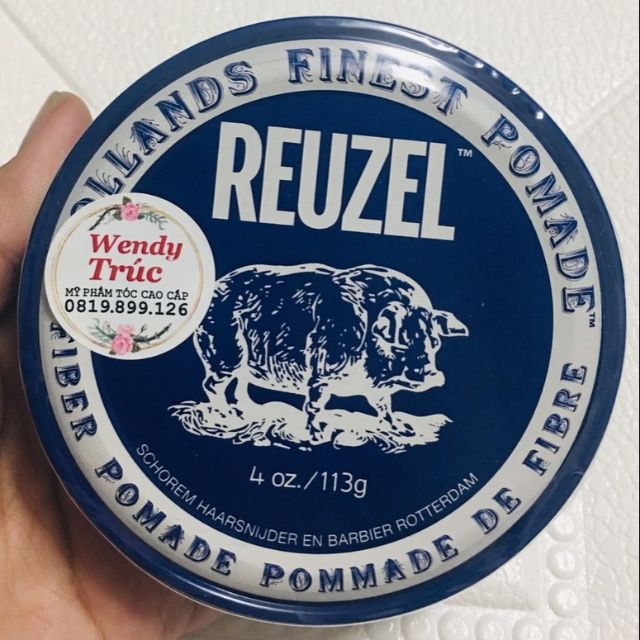 OLLANDS FINEST POMADE™
REUZEL™
Wendy
Trúc
MỸ PHẨM TÓC CAO CẤP
0819.899.126
4 oz./113g
SCHOREM HAARSNIJDER EN BARBIER ROTTERDAM
FIBER POMADE POMMADE DE FIBRE